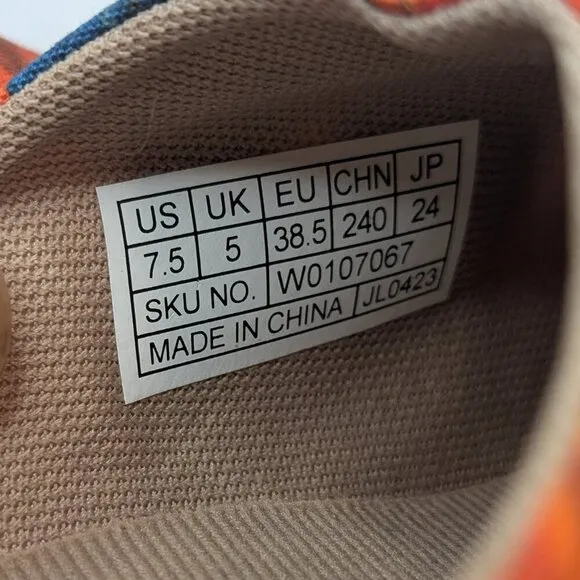 US UK EU CHN JP
7.5 5 38.5 240 24
SKU NO. W0107067
MADE IN CHINA JL0423